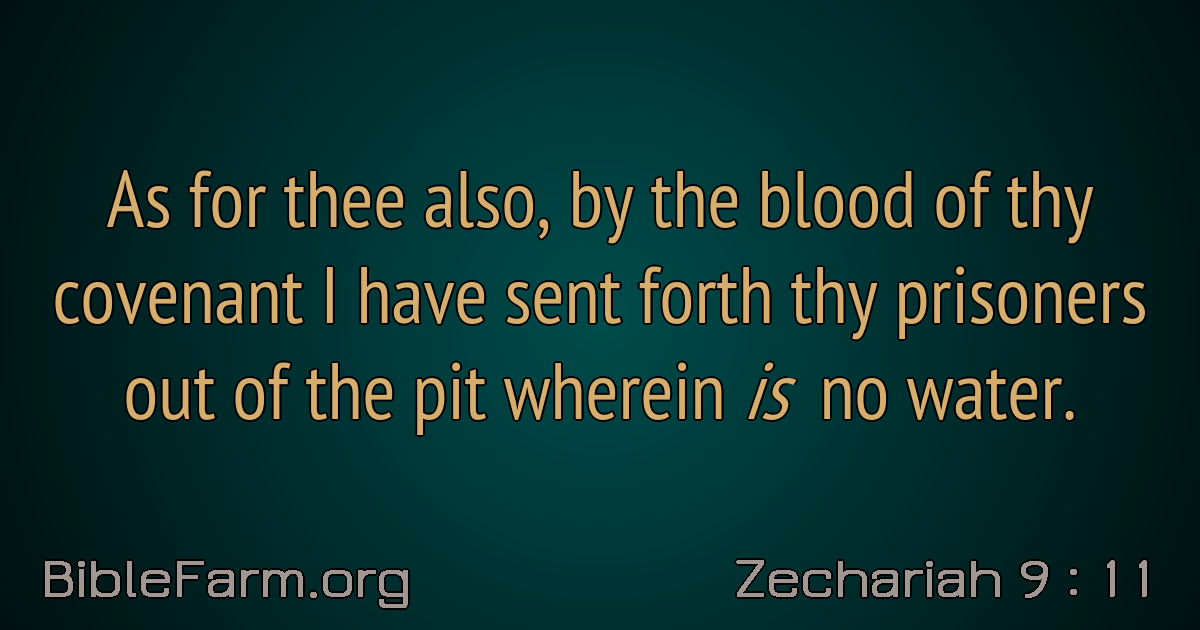 As for thee also, by the blood of thy
covenant I have sent forth thy prisoners
out of the pit wherein is no water.
BibleFarm.org
Zechariah 9 : 11